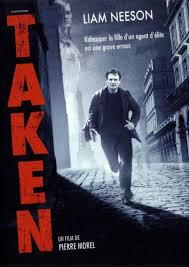 LIAM NEESON
Kidnapper la fille d'un agent d'élite
est une grave erreur.
TAKEN
UN FILM DE
PIERRE MOREL